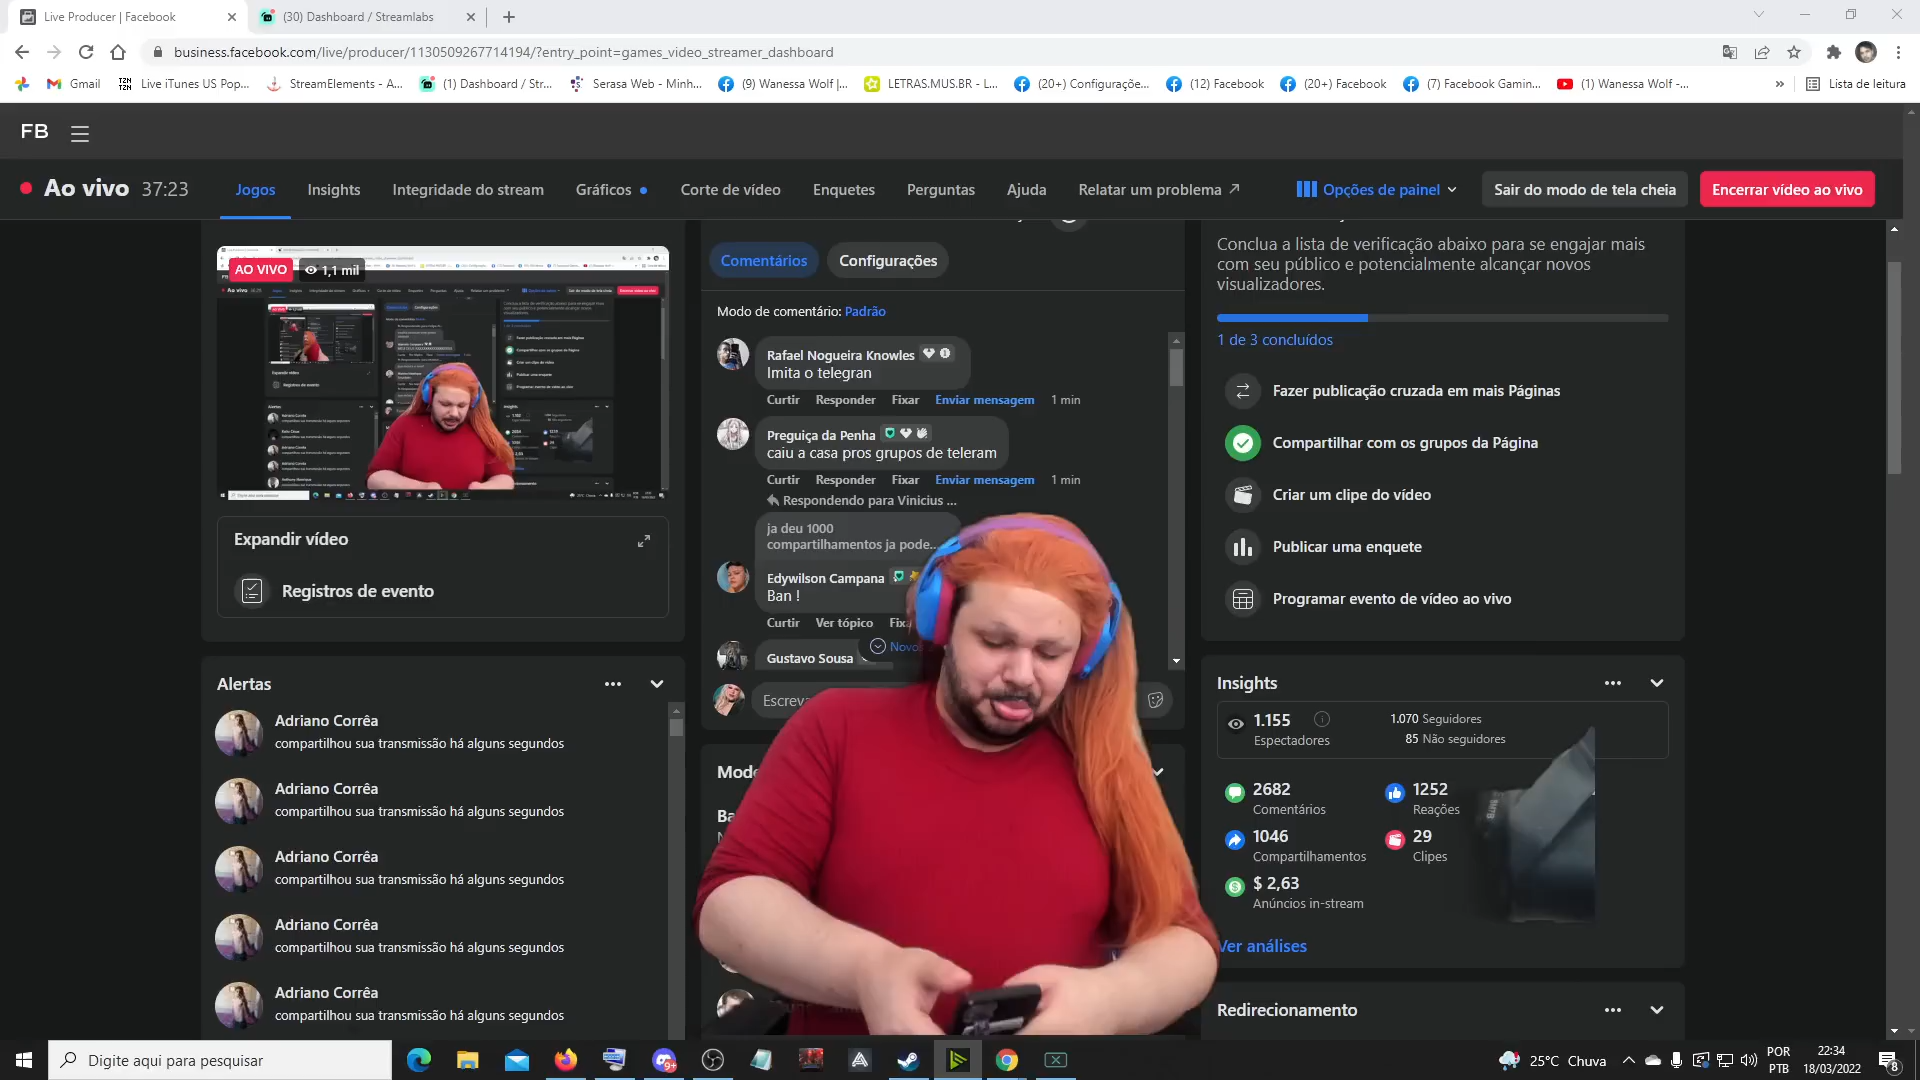 Live Producer | Facebook
(30) Dashboard / Streamlabs
business.facebook.com/live/producer/1130509267714194/?entry_point=games_video_streamer_dashboard
Gmail
Live iTunes US Pop...
StreamElements - A...
(1) Dashboard / Str...
Serasa Web - Minh...
(9) Wanessa Wolf |...
LETRAS.MUS.BR - L...
(20+) Configuraçõe...
(12) Facebook
(20+) Facebook
(7) Facebook Gamin...
(1) Wanessa Wolf -...
»
Lista de leitura
FB
Ao vivo 37:23
Jogos
Insights
Integridade do stream
Gráficos
Corte de vídeo
Enquetes
Perguntas
Ajuda
Relatar um problema
Opções de painel
Sair do modo de tela cheia
Encerrar vídeo ao vivo
AO VIVO
1,1 mil
Expandir vídeo
Registros de evento
Alertas
Adriano Corrêa
compartilhou sua transmissão há alguns segundos
Adriano Corrêa
compartilhou sua transmissão há alguns segundos
Adriano Corrêa
compartilhou sua transmissão há alguns segundos
Adriano Corrêa
compartilhou sua transmissão há alguns segundos
Adriano Corrêa
compartilhou sua transmissão há alguns segundos
Comentários
Configurações
Modo de comentário: Padrão
Rafael Nogueira Knowles
Imita o telegran
Curtir Responder Fixar Enviar mensagem 1 min
Preguiça da Penha
caiu a casa pros grupos de teleram
Curtir Responder Fixar Enviar mensagem 1 min
Respondendo para Vinicius ...
ja deu 1000
compartilhamentos ja pode...
Edywilson Campana
Ban !
Curtir Ver tópico Fixa
Novos
Gustavo Sousa
Escreva
Mode
Ba
Conclua a lista de verificação abaixo para se engajar mais
com seu público e potencialmente alcançar novos
visualizadores.
1 de 3 concluídos
Fazer publicação cruzada em mais Páginas
Compartilhar com os grupos da Página
Criar um clipe do vídeo
Publicar uma enquete
Programar evento de vídeo ao vivo
Insights
1.155
Espectadores
1.070 Seguidores
85 Não seguidores
2682
Comentários
1252
Reações
1046
Compartilhamentos
29
Clipes
$ 2,63
Anúncios in-stream
Ver análises
Redirecionamento
Digite aqui para pesquisar
9+
25°C Chuva
POR
PTB
22:34
18/03/2022
8